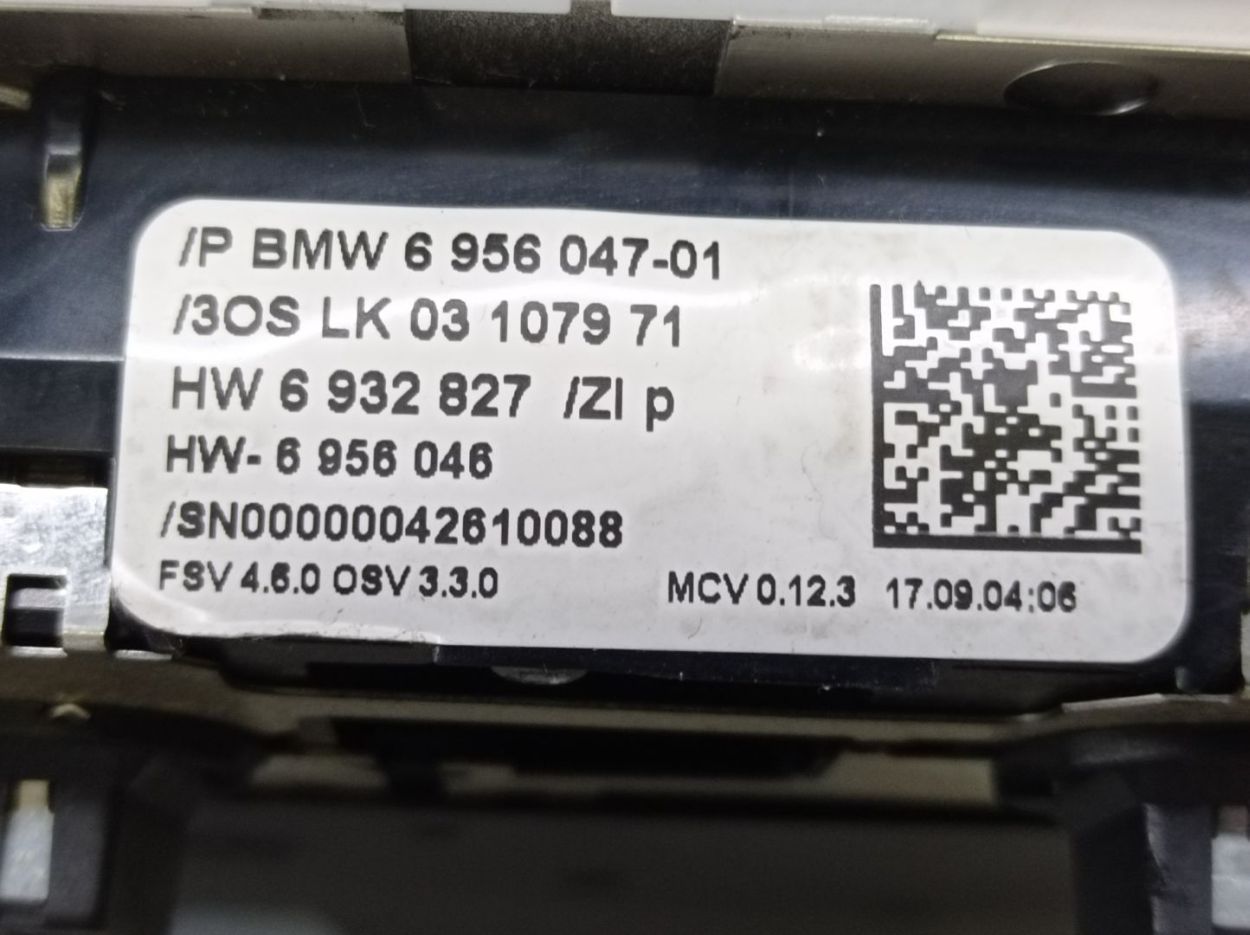 /P BMW 6 956 047-01
/3OS LK 03 1079 71
HW 6 932 827 /ZI p
HW- 6 956 046
/SN00000042610088
FSV 4.6.0 OSV 3.3.0 MCV 0.12.3 17.09.04:06